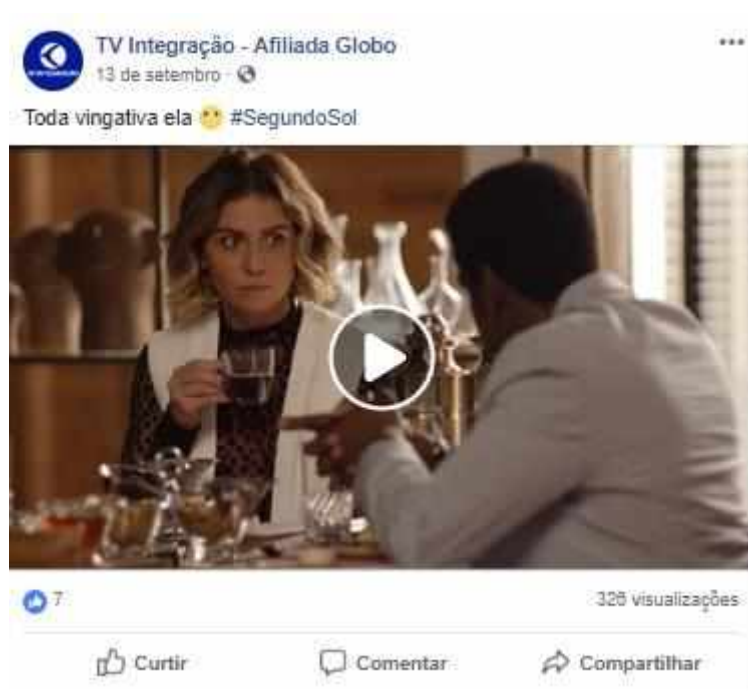 TV Integração - Afiliada Globo
13 de setembro ·
Toda vingativa ela 😶 #SegundoSol
7
326 visualizações
Curtir
Comentar
Compartilhar